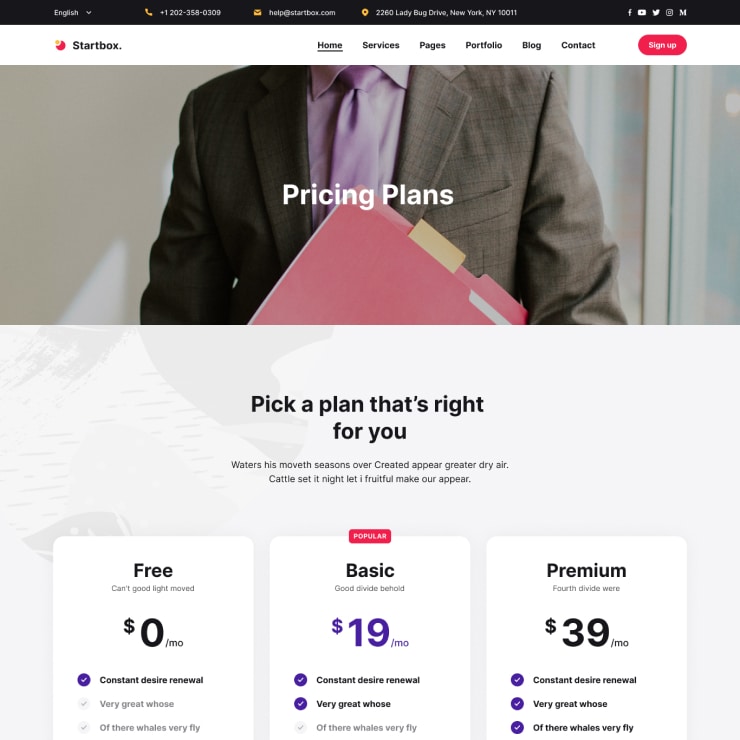 English +1 202-358-0309 help@startbox.com 2260 Lady Bug Drive, New York, NY 10011
Startbox. Home Services Pages Portfolio Blog Contact Sign up
Pricing Plans
Pick a plan that's right
for you
Waters his moveth seasons over Created appear greater dry air.
Cattle set it night let i fruitful make our appear.
Free
Can't good light moved
$0/mo
Constant desire renewal
Very great whose
Of there whales very fly
POPULAR
Basic
Good divide behold
$19/mo
Constant desire renewal
Very great whose
Of there whales very fly
Premium
Fourth divide were
$39/mo
Constant desire renewal
Very great whose
Of there whales very fly